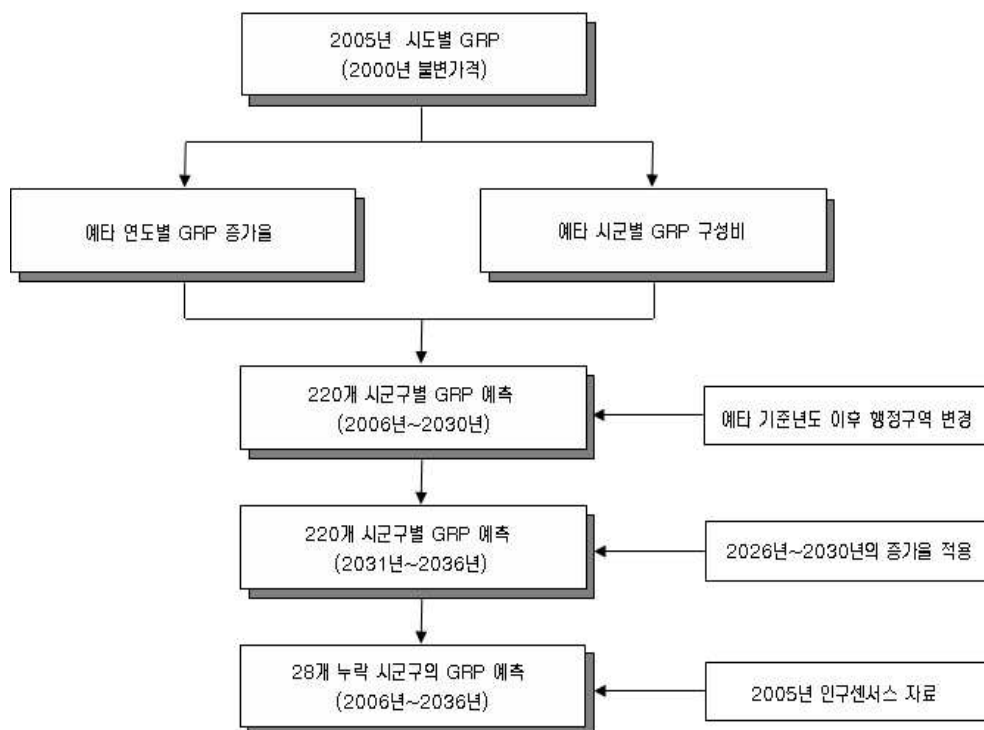 2005년 시도별 GRP
(2000년 불변가격)
예타 연도별 GRP 증가율
예타 시군별 GRP 구성비
220개 시군구별 GRP 예측
(2006년~2030년)
예타 기준년도 이후 행정구역 변경
220개 시군구별 GRP 예측
(2031년~2036년)
2026년~2030년의 증가율 적용
28개 누락 시군구의 GRP 예측
(2006년~2036년)
2005년 인구센서스 자료